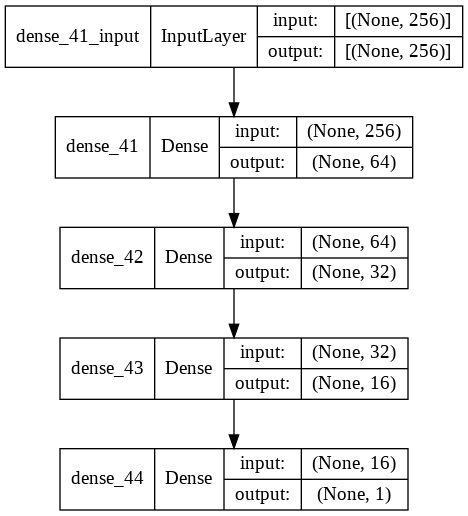 dense_41_input InputLayer input: [(None, 256)]
output: [(None, 256)]
dense_41 Dense input: (None, 256)
output: (None, 64)
dense_42 Dense input: (None, 64)
output: (None, 32)
dense_43 Dense input: (None, 32)
output: (None, 16)
dense_44 Dense input: (None, 16)
output: (None, 1)